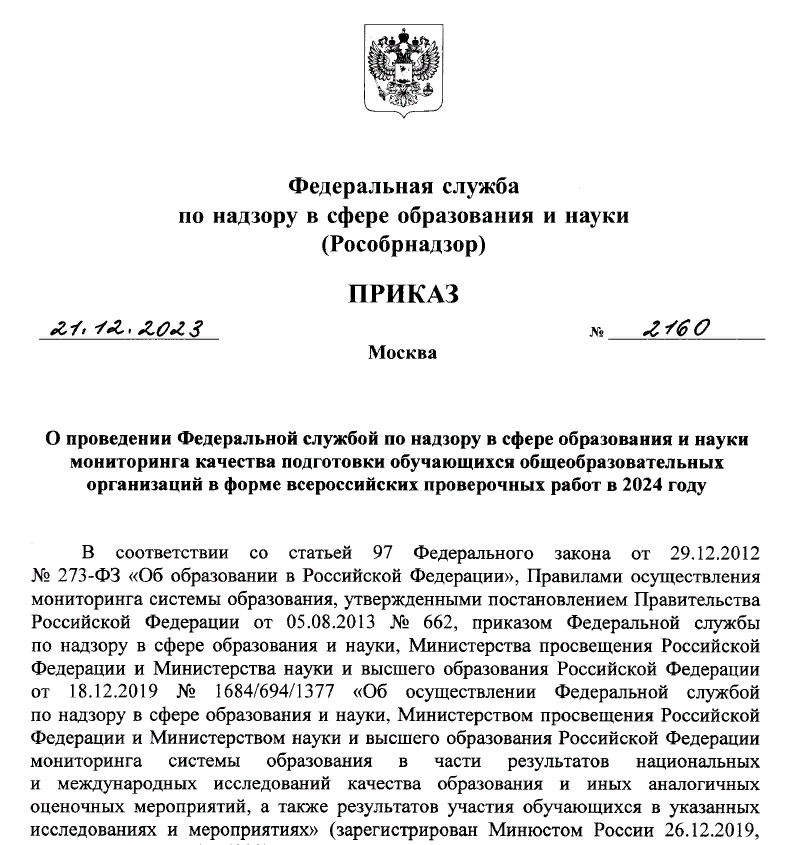 Федеральная служба
по надзору в сфере образования и науки
(Рособрнадзор)
ПРИКАЗ
21.12.2023 № 2160
Москва
О проведении Федеральной службой по надзору в сфере образования и науки
мониторинга качества подготовки обучающихся общеобразовательных
организаций в форме всероссийских проверочных работ в 2024 году
В соответствии со статьей 97 Федерального закона от 29.12.2012
№ 273-ФЗ «Об образовании в Российской Федерации», Правилами осуществления
мониторинга системы образования, утвержденными постановлением Правительства
Российской Федерации от 05.08.2013 № 662, приказом Федеральной службы
по надзору в сфере образования и науки, Министерства просвещения Российской
Федерации и Министерства науки и высшего образования Российской Федерации
от 18.12.2019 № 1684/694/1377 «Об осуществлении Федеральной службой
по надзору в сфере образования и науки, Министерством просвещения Российской
Федерации и Министерством науки и высшего образования Российской Федерации
мониторинга системы образования в части результатов национальных
и международных исследований качества образования и иных аналогичных
оценочных мероприятий, а также результатов участия обучающихся в указанных
исследованиях и мероприятиях» (зарегистрирован Минюстом России 26.12.2019,